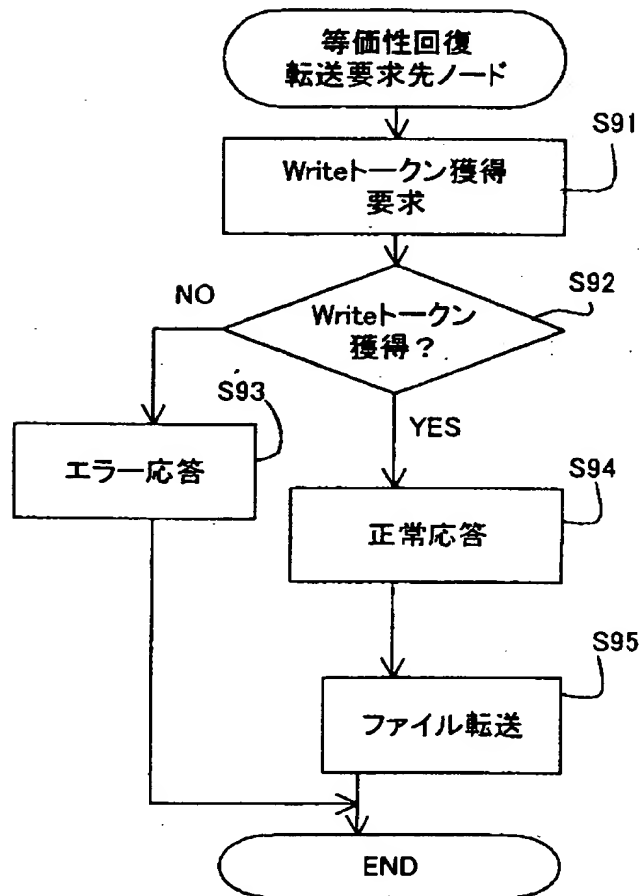 等価性回復
転送要求先ノード
S91
Writeトークン獲得
要求
S92
NO
Writeトークン
獲得？
S93
YES
エラー応答
S94
正常応答
S95
ファイル転送
END